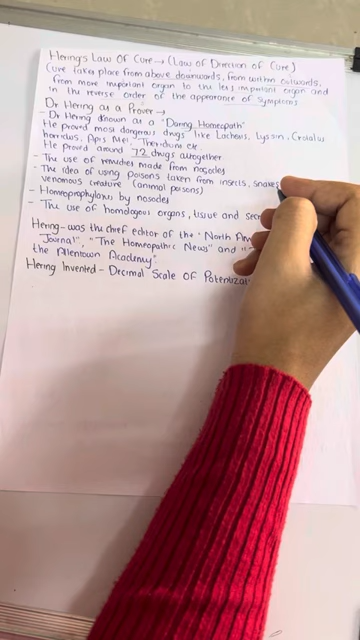 Hering's Law Of Cure → (Law of Direction of Cure)
Cure takes place from above downwards, from within outwards,
from more important organ to the less important organ and
in the reverse order of the appearance of symptoms
Dr Hering as a Prover →
- Dr Hering known as a "Daring Homeopath"
He proved most dangrous drugs like Lachesis, Lyssin, Crotalus
horridus, Apis Mel, Theridione etc.
He proved around 72 drugs altogether
- The use of remedies made from nosodes
- The idea of using poisons taken from insects, snakes
venomous creature (animal poisons)
- Homeoprophylaxis by nosodes
- The use of homologous organs, tissue and sec
Hering - was the chief editor of the "North Am
Journal", "The Homeopathic News" and "
the Allentown Academy".
Hering Invented - Decimal Scale of Potentizat